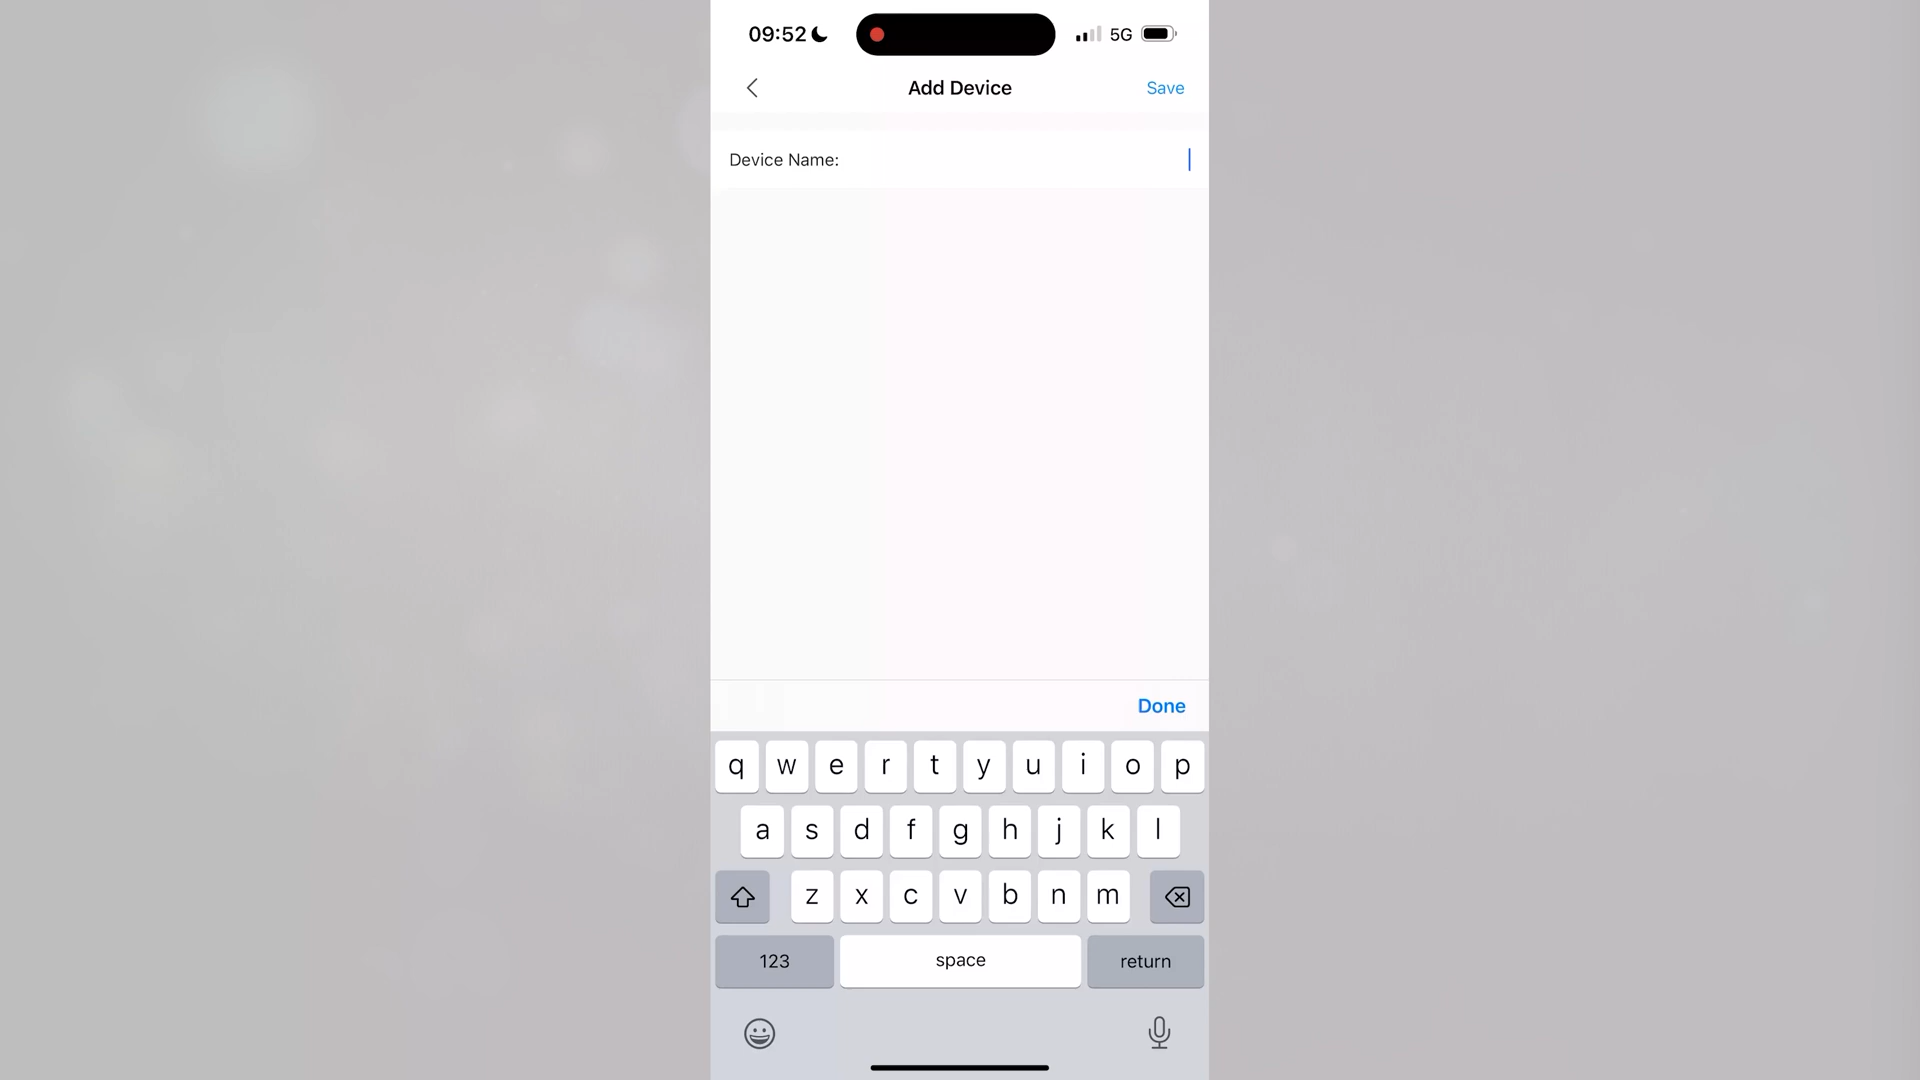 09:52 5G
Add Device Save
Device Name:
Done
q w e r t y u i o p
a s d f g h j k l
z x c v b n m
123 space return